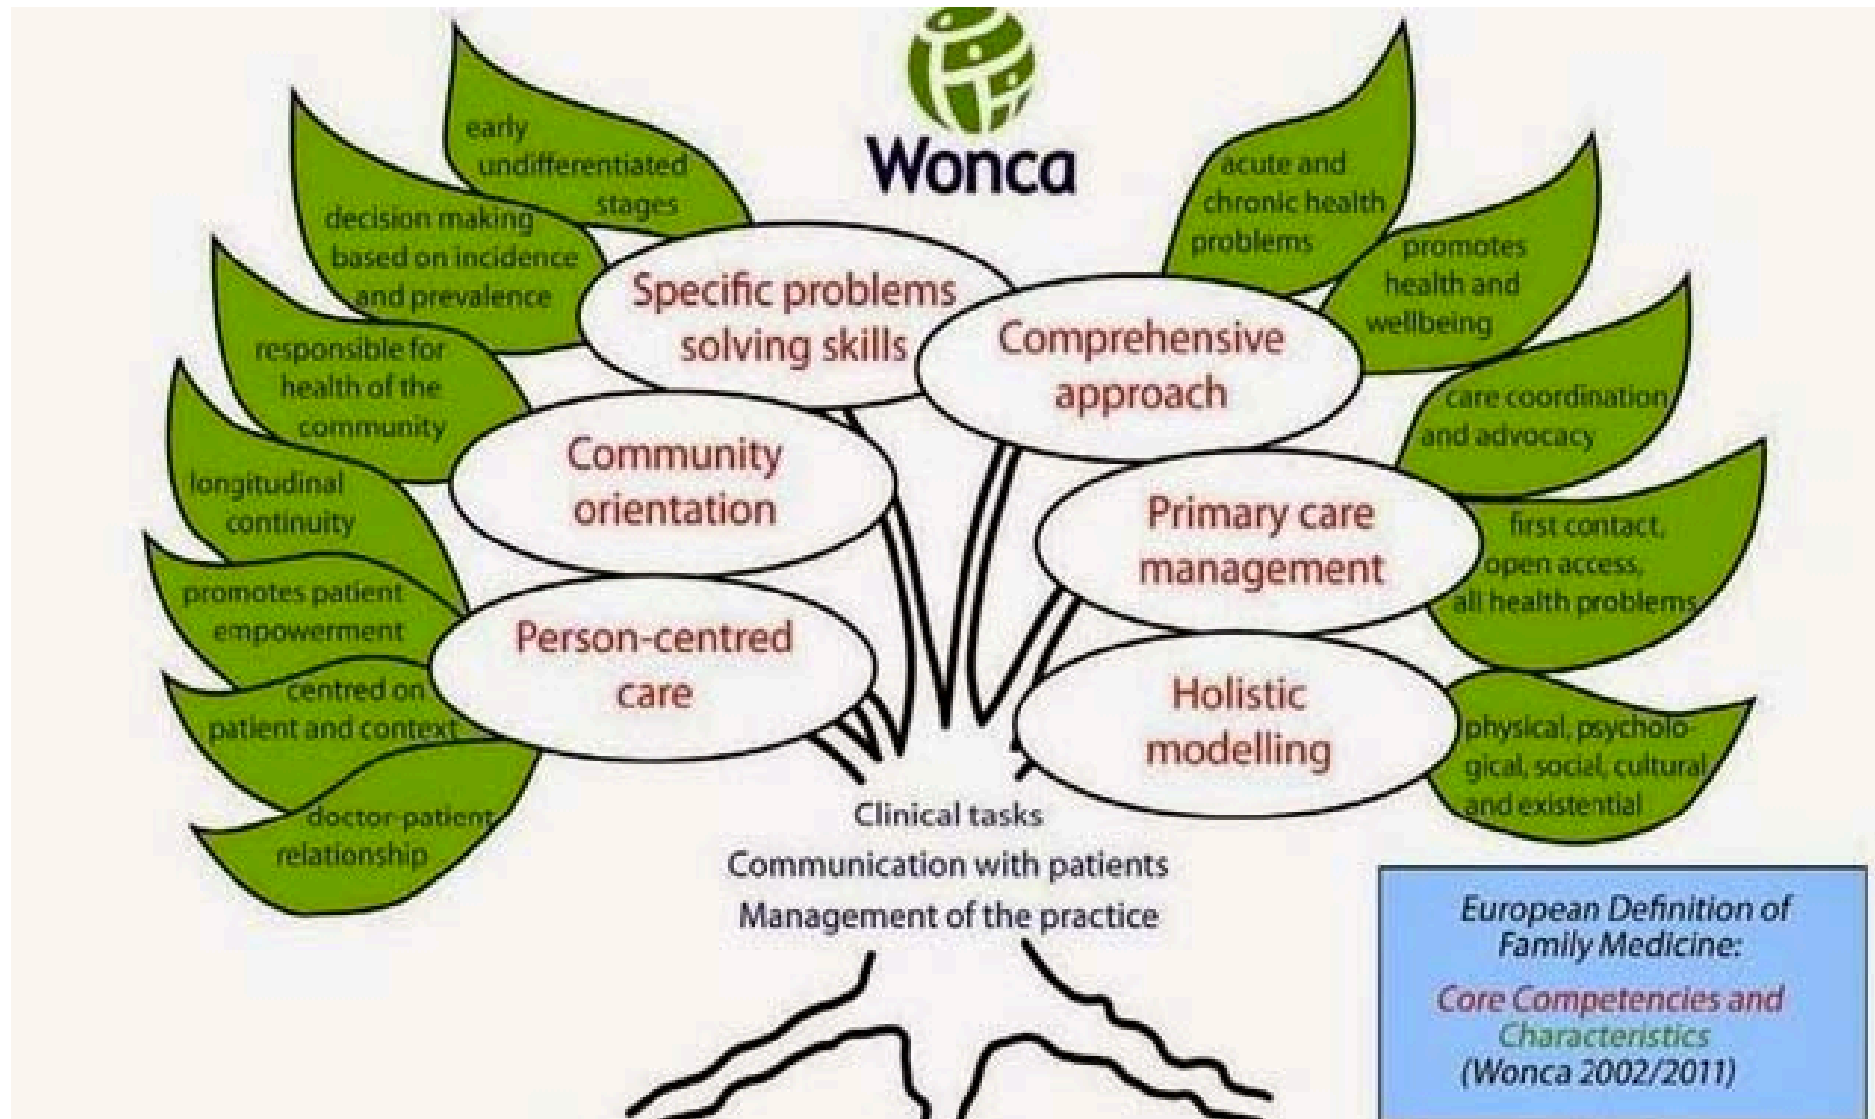 Wonca
early
undifferentiated
stages
decision making
based on incidence
and prevalence
responsible for
health of the
community
longitudinal
continuity
promotes patient
empowerment
centred on
patient and context
doctor-patient
relationship
Specific problems
solving skills
Community
orientation
Person-centred
care
Comprehensive
approach
Primary care
management
Holistic
modelling
acute and
chronic health
problems
promotes
health and
wellbeing
care coordination
and advocacy
first contact,
open access,
all health problems
physical, psycholo-
gical, social, cultural
and existential
Clinical tasks
Communication with patients
Management of the practice
European Definition of
Family Medicine:
Core Competencies and
Characteristics
(Wonca 2002/2011)